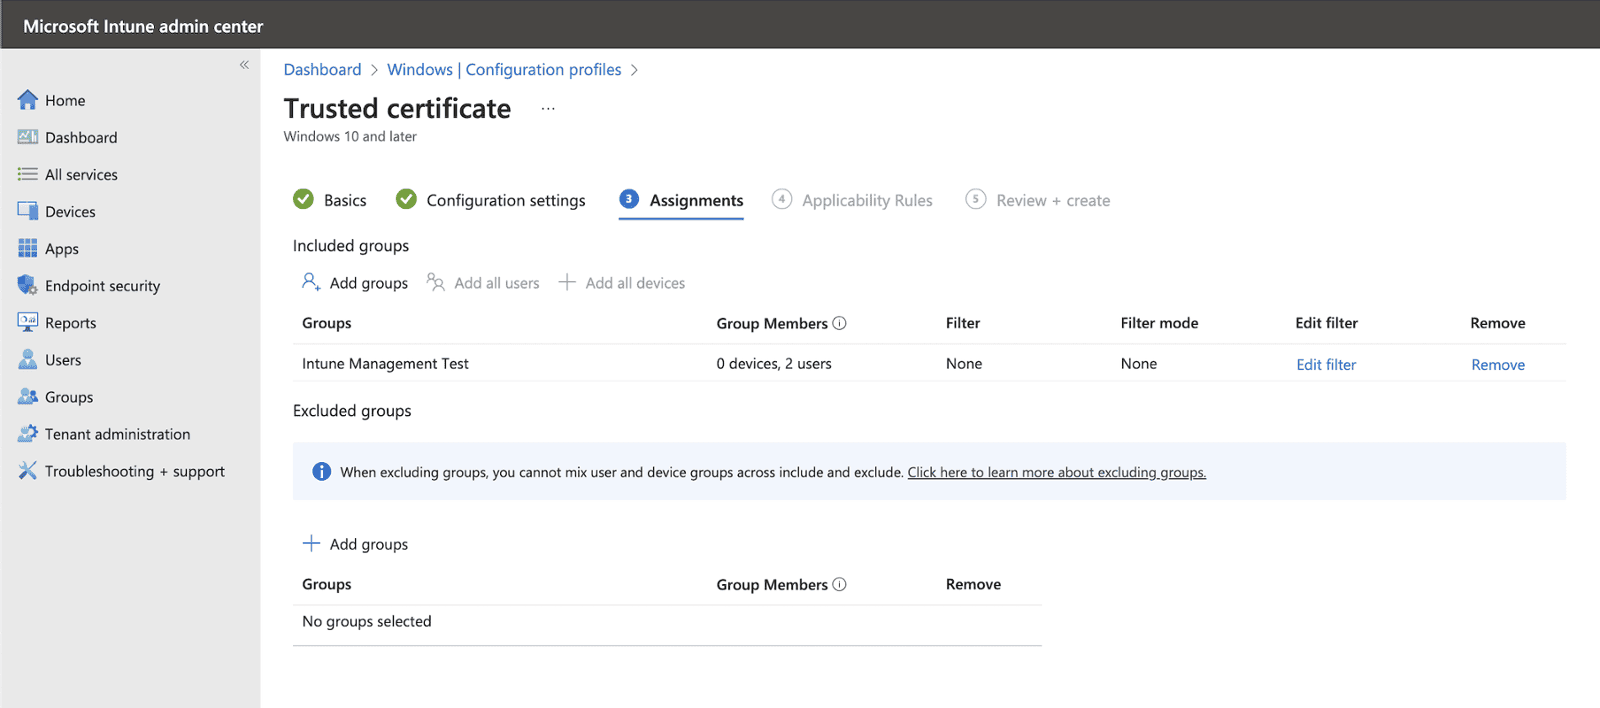 Microsoft Intune admin center
«
Home
Dashboard
All services
Devices
Apps
Endpoint security
Reports
Users
Groups
Tenant administration
Troubleshooting + support
Dashboard > Windows | Configuration profiles >
Trusted certificate ...
Windows 10 and later
Basics Configuration settings 3 Assignments 4 Applicability Rules 5 Review + create
Included groups
Add groups Add all users Add all devices
Groups Group Members Filter Filter mode Edit filter Remove
Intune Management Test 0 devices, 2 users None None Edit filter Remove
Excluded groups
When excluding groups, you cannot mix user and device groups across include and exclude. Click here to learn more about excluding groups.
Add groups
Groups Group Members Remove
No groups selected